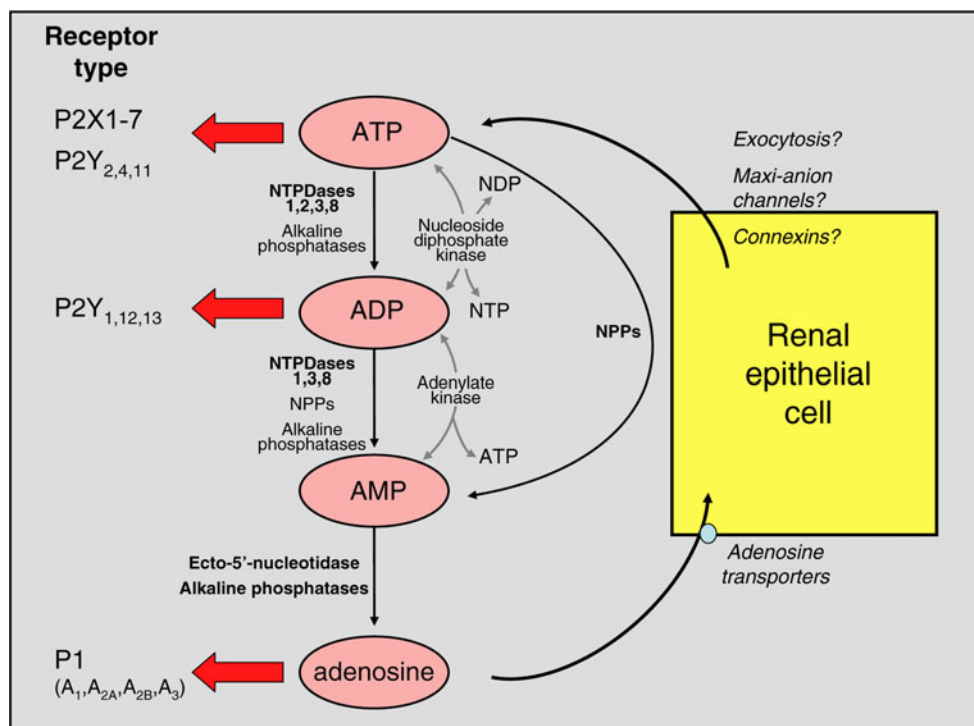 Receptor
type
P2X1-7
P2Y2,4,11
ATP
Exocytosis?
Maxi-anion
channels?
Connexins?
NTPDases
1,2,3,8
Alkaline
phosphatases
NDP
Nucleoside
diphosphate
kinase
NTP
P2Y1,12,13
ADP
NPPs
Renal
epithelial
cell
NTPDases
1,3,8
NPPs
Alkaline
phosphatases
Adenylate
kinase
ATP
AMP
Ecto-5’-nucleotidase
Alkaline phosphatases
Adenosine
transporters
P1
(A1,A2A,A2B,A3)
adenosine